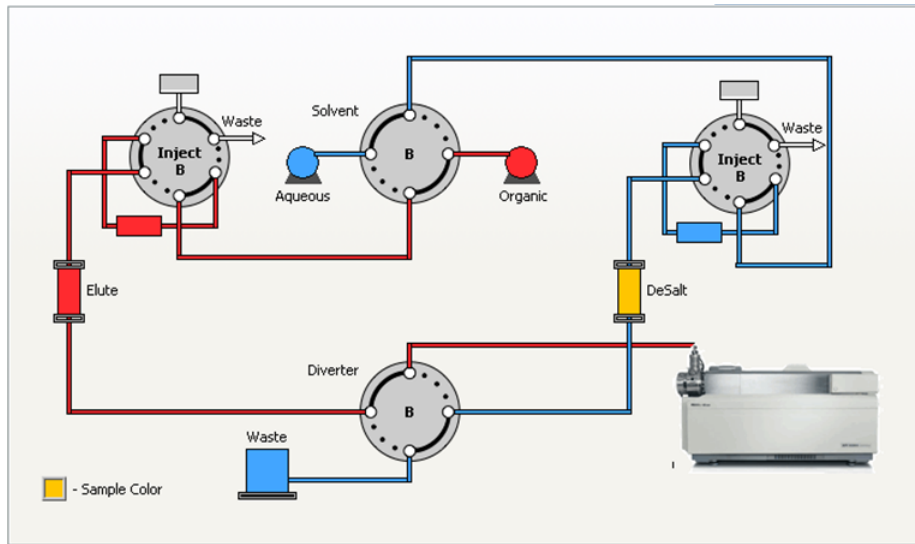 Waste
Inject
B
Solvent
B
Aqueous
Organic
Waste
Inject
B
Elute
DeSalt
Diverter
B
Waste
- Sample Color